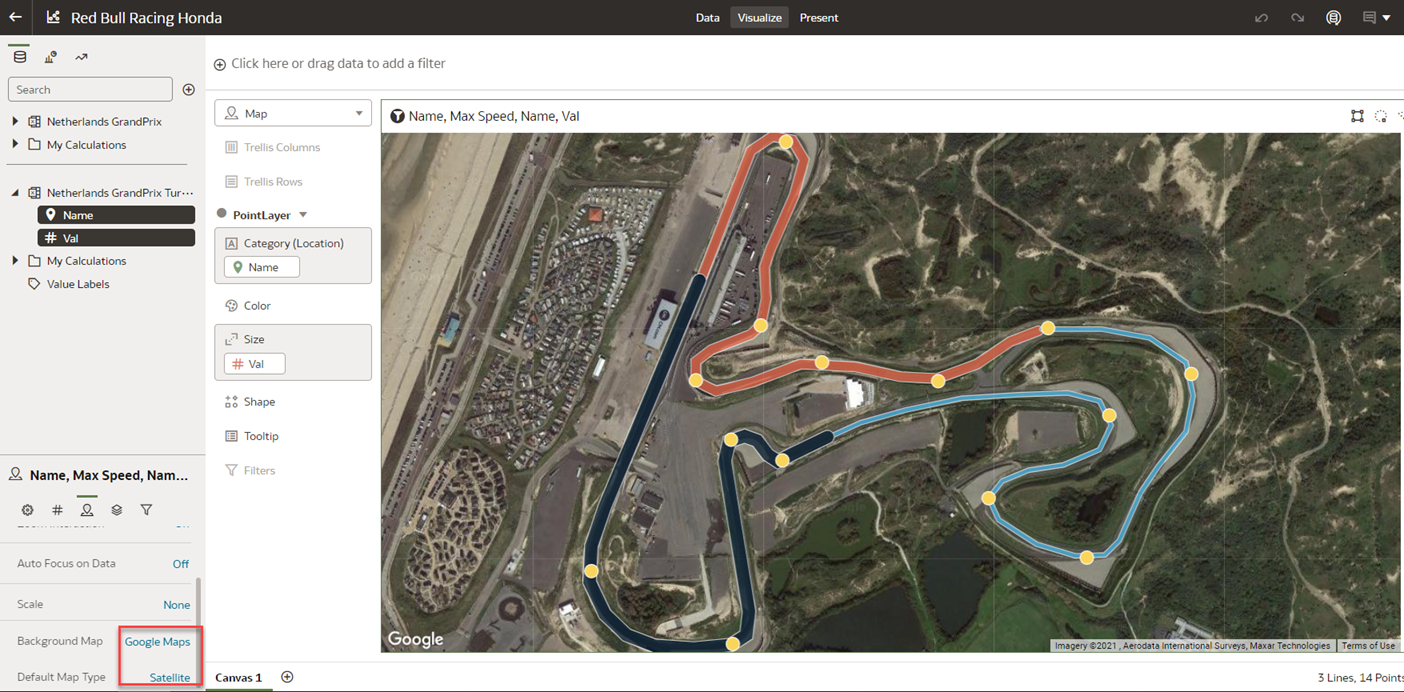 Red Bull Racing Honda
Data
Visualize
Present
Search
Netherlands GrandPrix
My Calculations
Netherlands GrandPrix Tur···
Name
Val
My Calculations
Value Labels
Click here or drag data to add a filter
Map
Trellis Columns
Trellis Rows
PointLayer
Category (Location)
Name
Color
Size
Val
Shape
Tooltip
Filters
Name, Max Speed, Name, Val
Google
Imagery ©2021 , Aerodata International Surveys, Maxar Technologies
Terms of Use
Name, Max Speed, Nam...
Zoom Interaction
Auto Focus on Data Off
Scale None
Background Map Google Maps
Default Map Type Satellite
Canvas 1
3 Lines, 14 Points